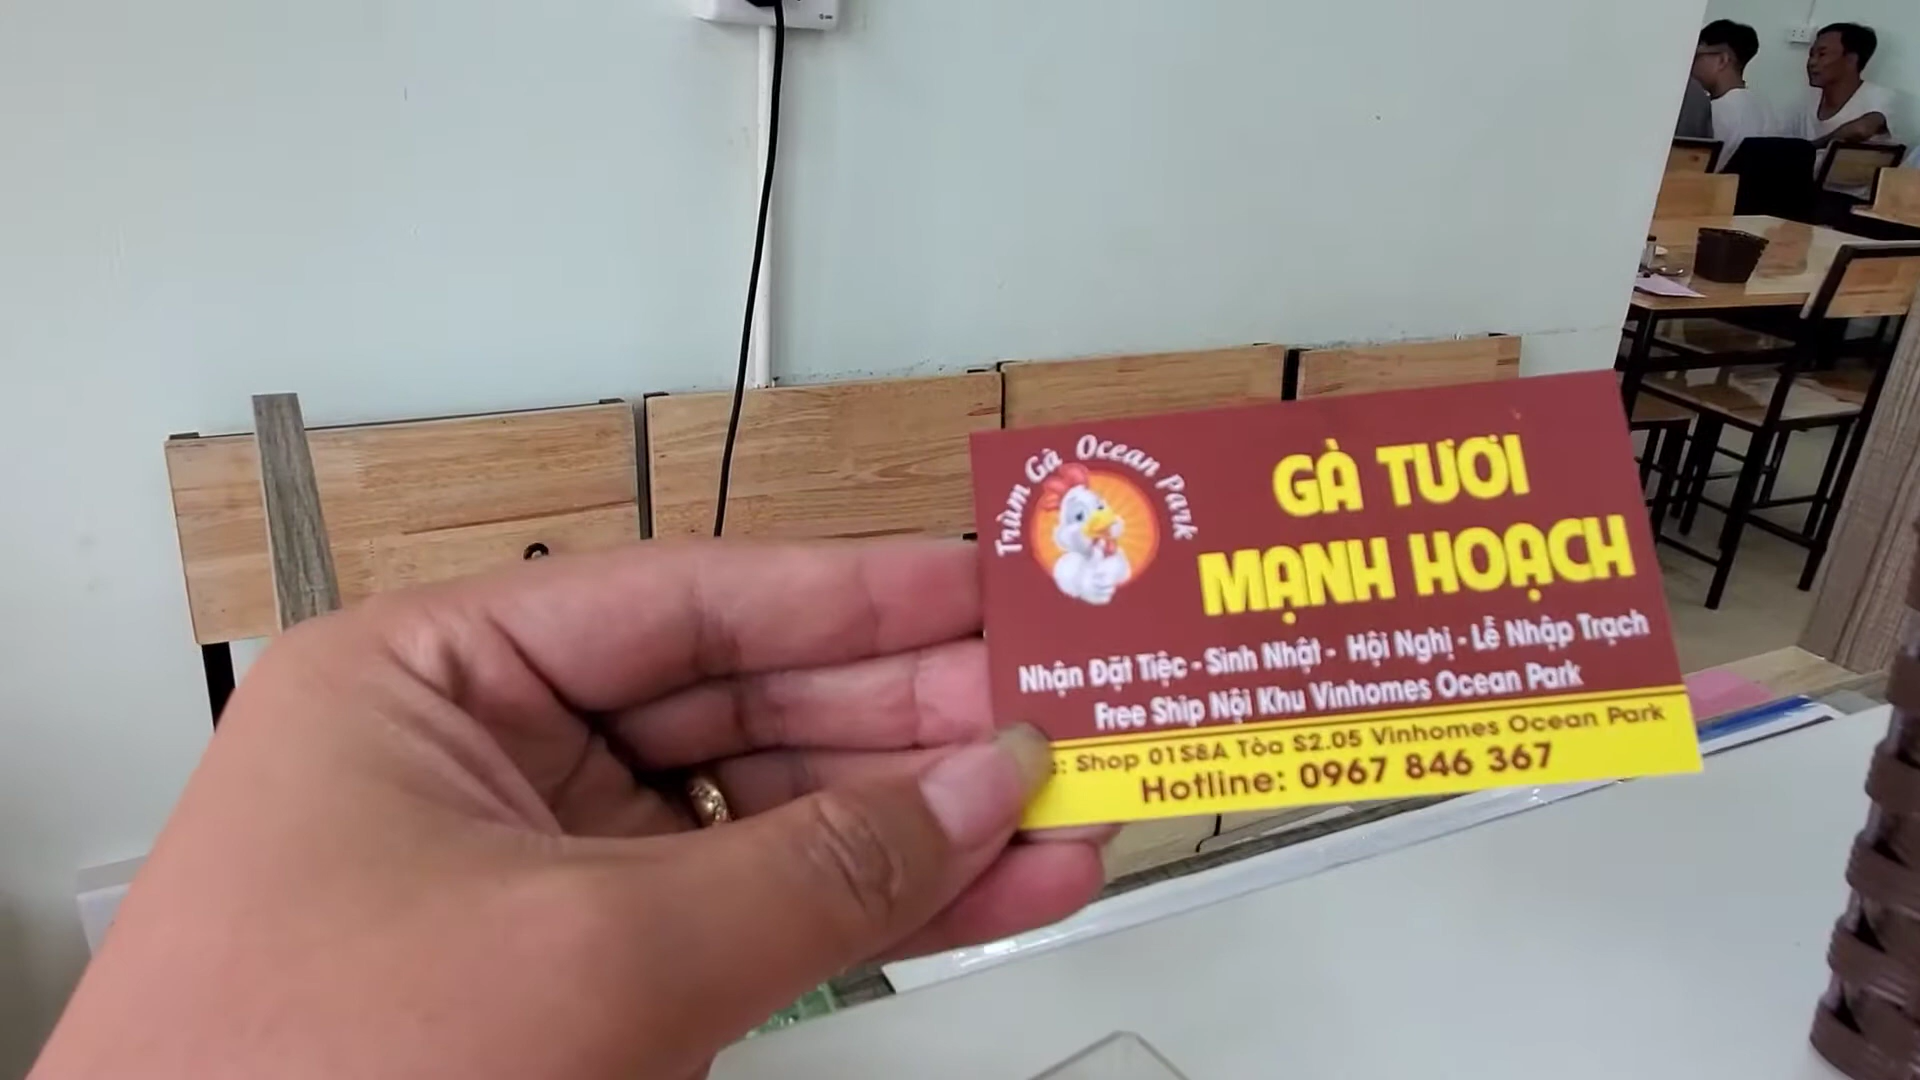 Trùm Gà Ocean Park
GÀ TƯƠI
MẠNH HOẠCH
Nhận Đặt Tiệc - Sinh Nhật - Hội Nghị - Lễ Nhập Trạch
Free Ship Nội Khu Vinhomes Ocean Park
: Shop 01S8A Tòa S2.05 Vinhomes Ocean Park
Hotline: 0967 846 367